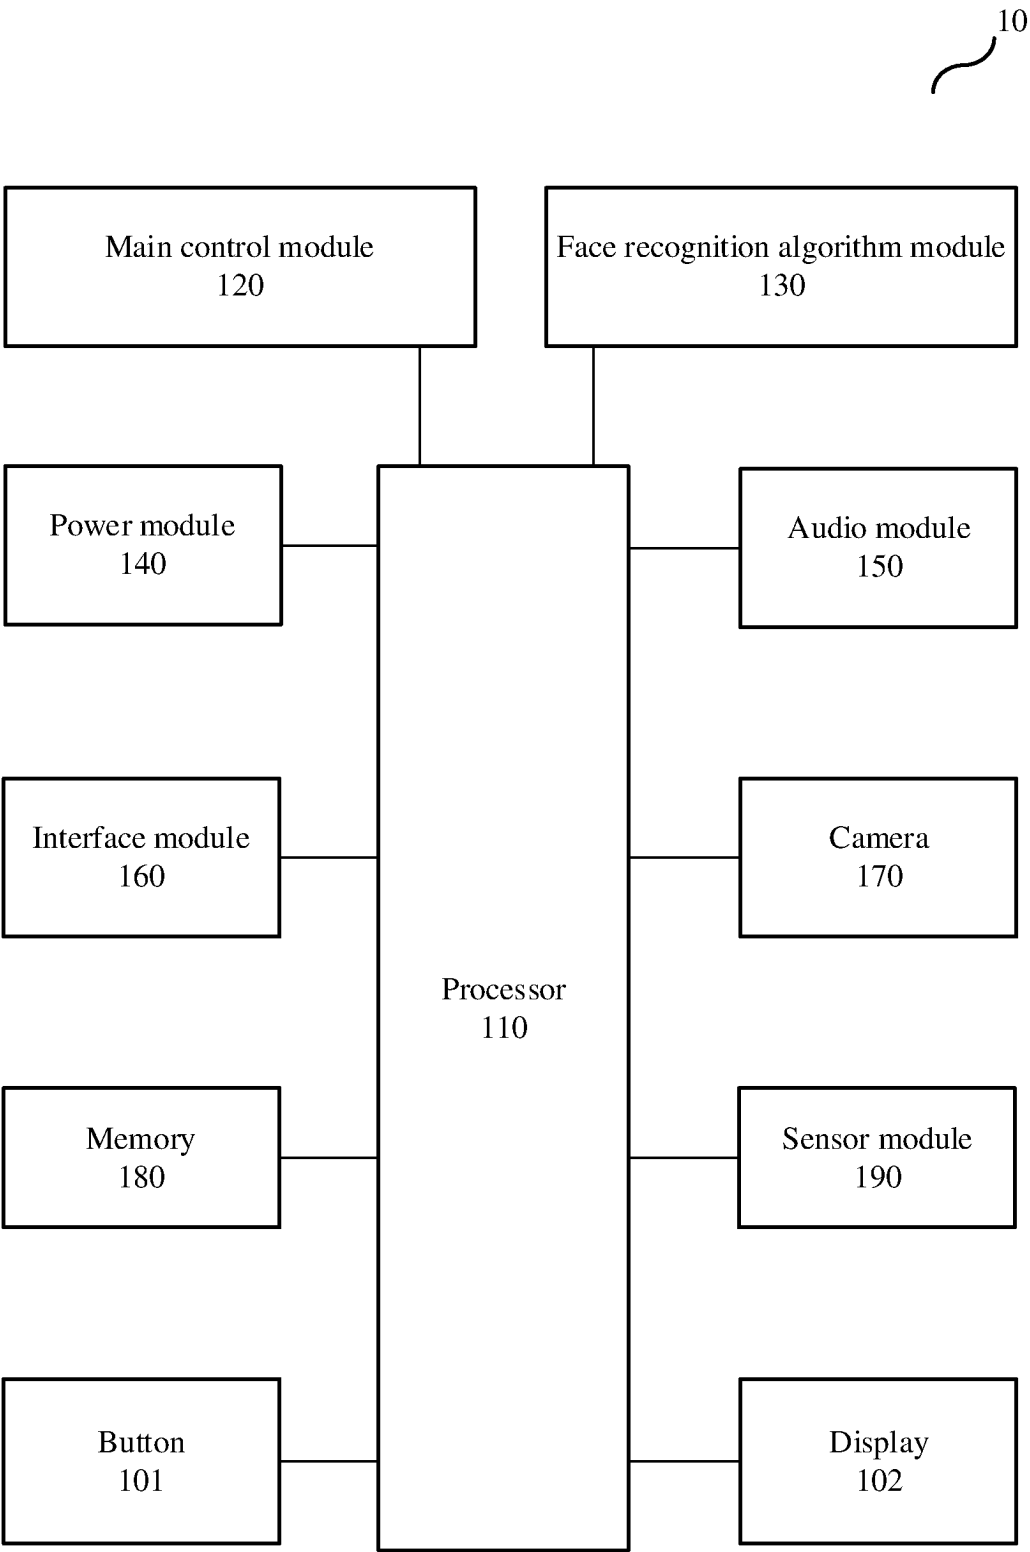 10
Main control module
120
Face recognition algorithm module
130
Power module
140
Audio module
150
Interface module
160
Camera
170
Processor
110
Memory
180
Sensor module
190
Button
101
Display
102